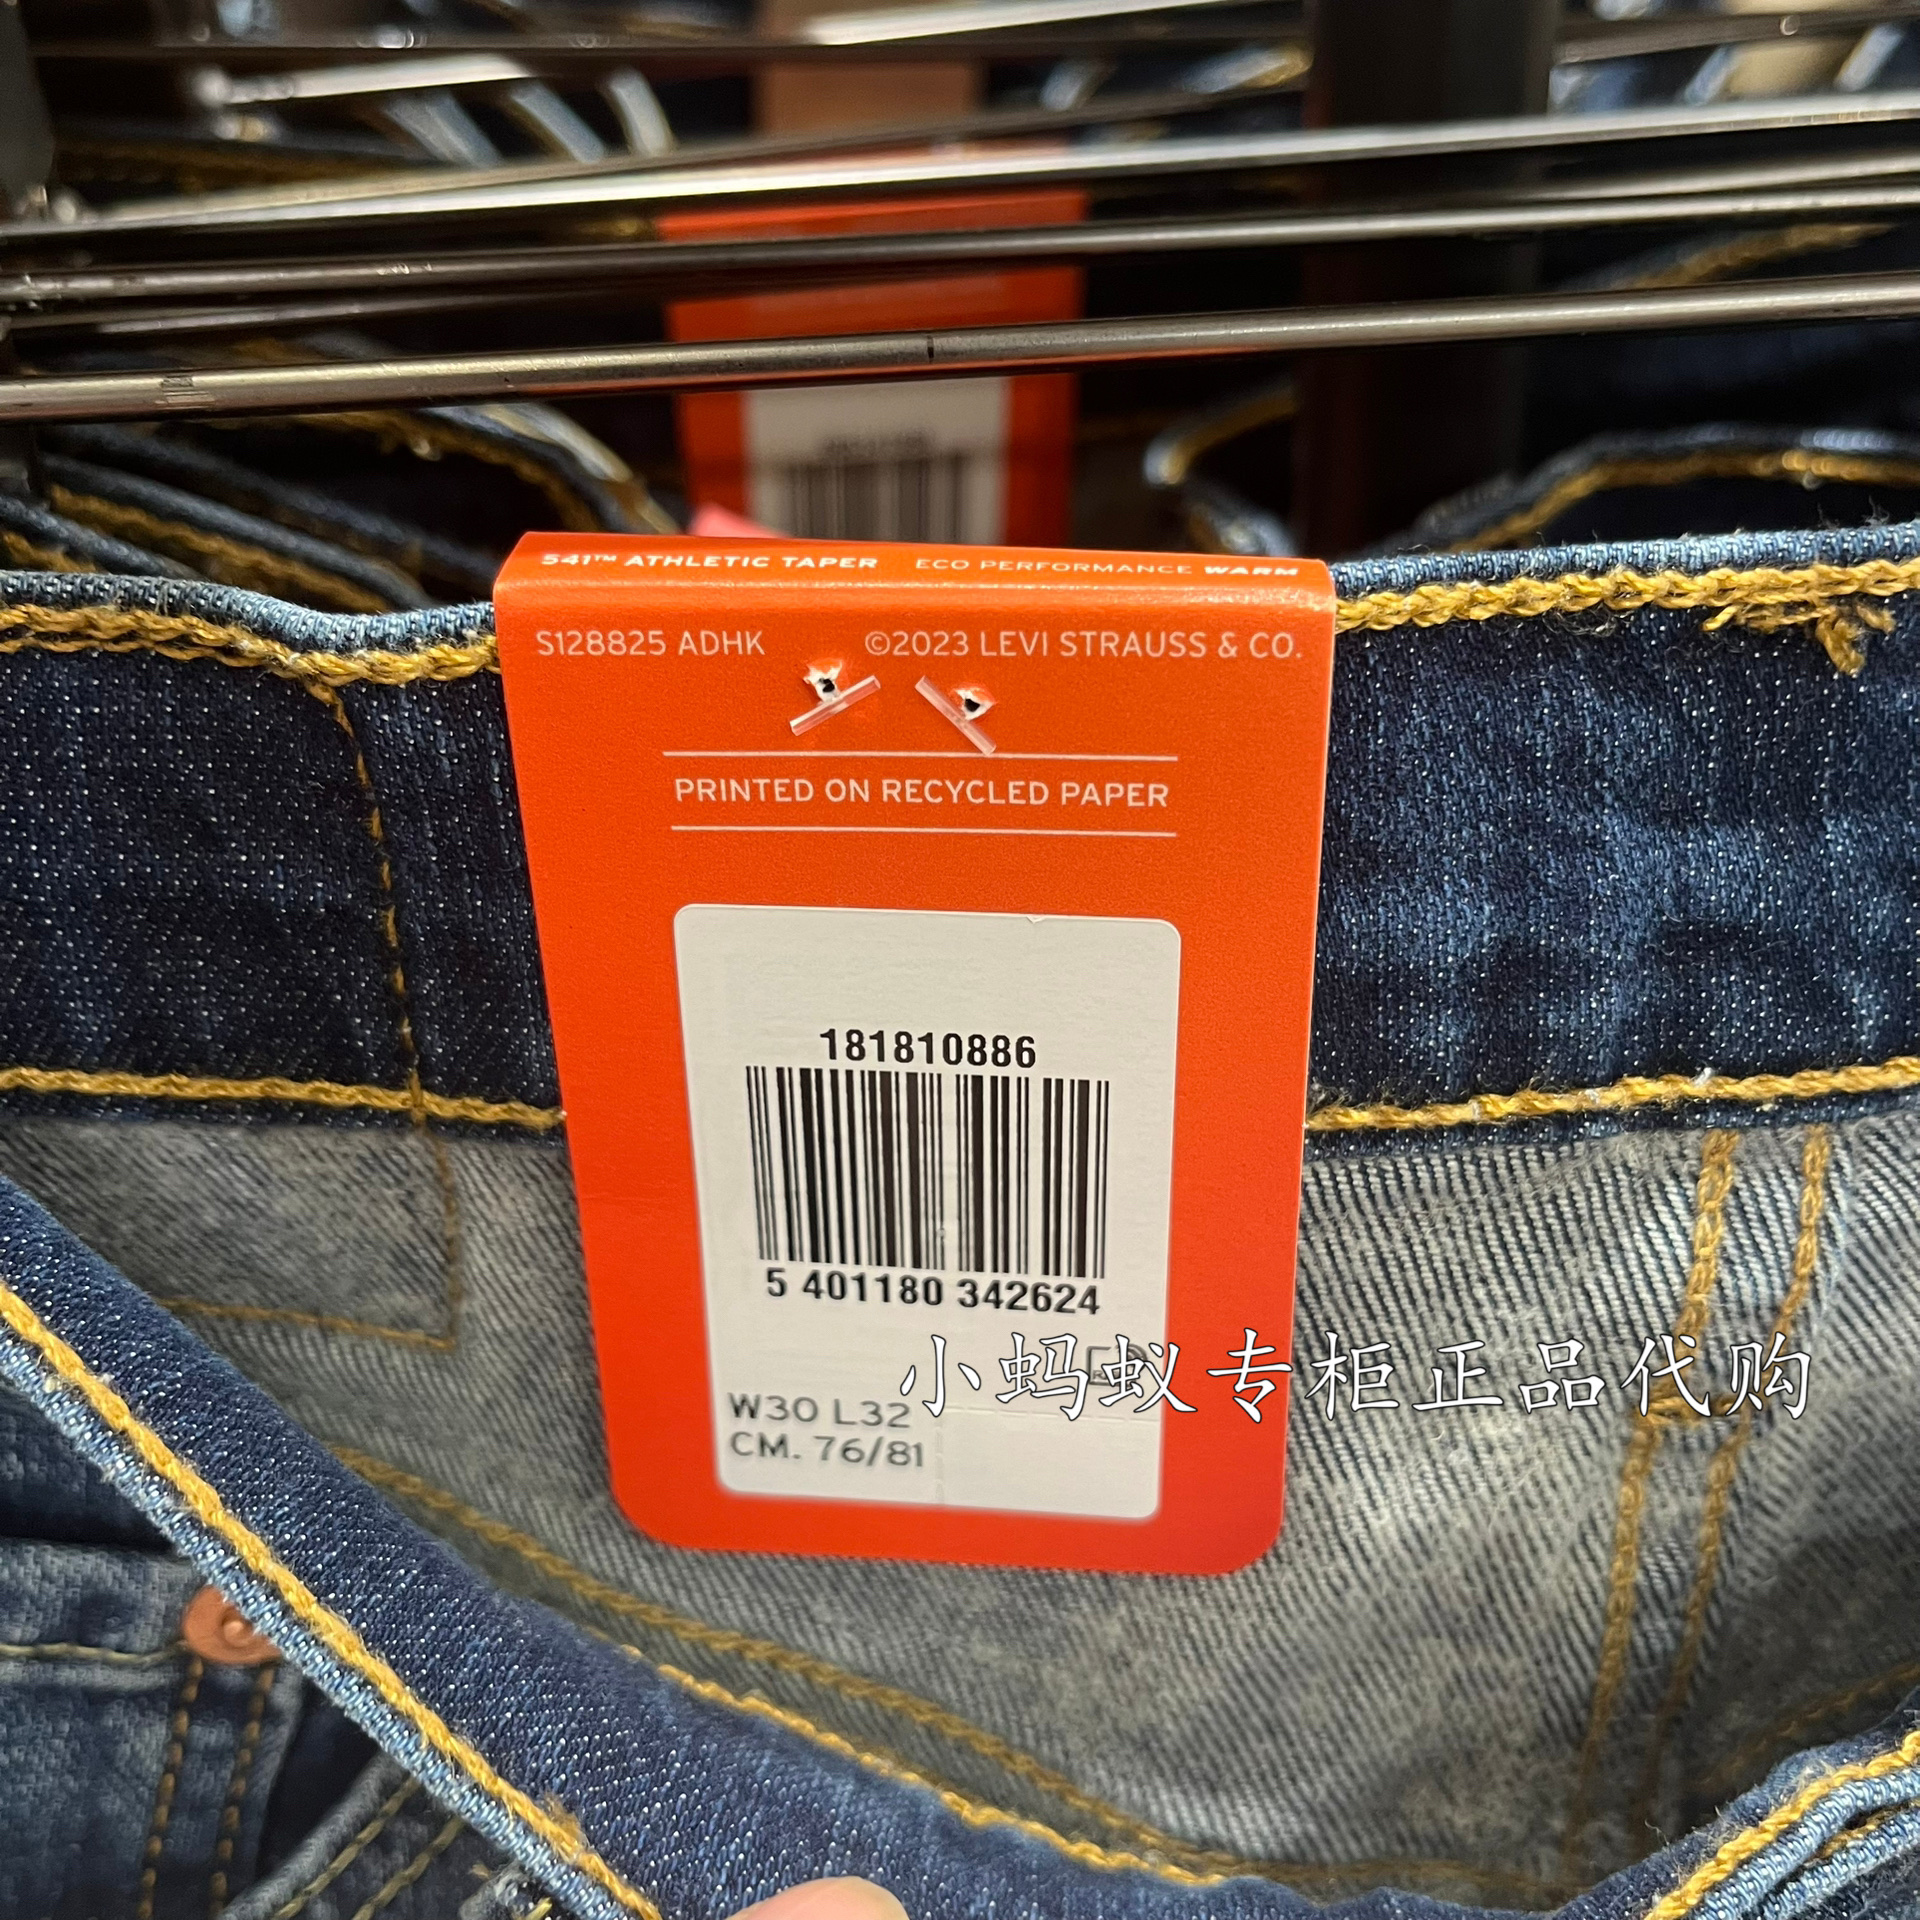 541™ ATHLETIC TAPER ECO PERFORMANCE WARM
S128825 ADHK ©2023 LEVI STRAUSS & CO.
PRINTED ON RECYCLED PAPER
181810886
5 401180 342624
小蚂蚁专柜正品代购
W30 L32
CM. 76/81